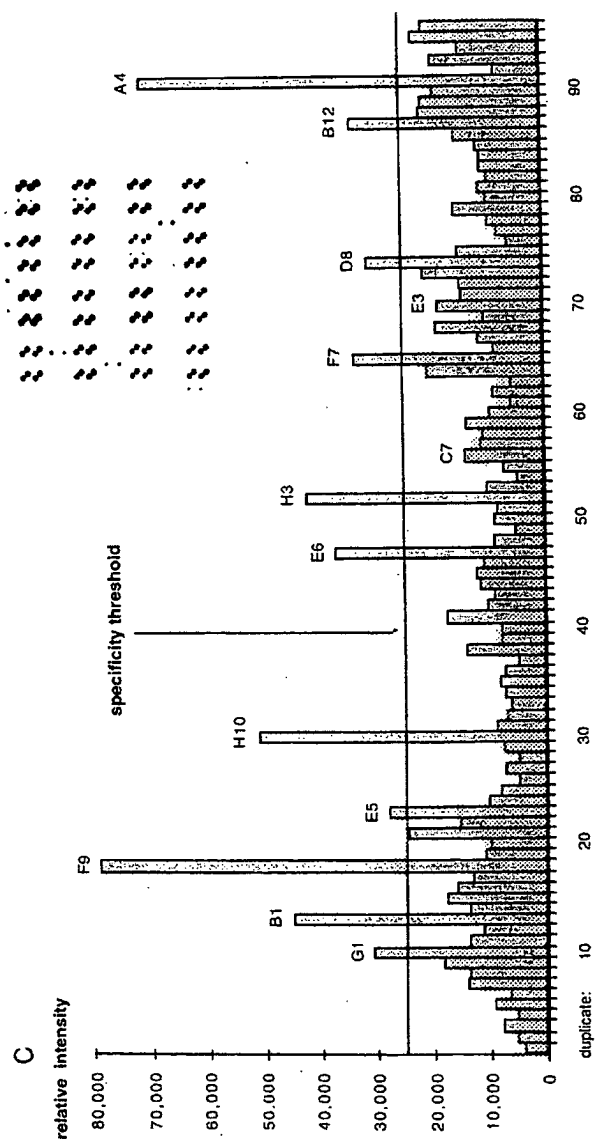 C
relative intensity
80,000
70,000
60,000
50,000
40,000
30,000
20,000
10,000
0
specificity threshold
G1
B1
F9
E5
H10
E6
H3
C7
F7
E3
D8
B12
A4
duplicate:
10
20
30
40
50
60
70
80
90